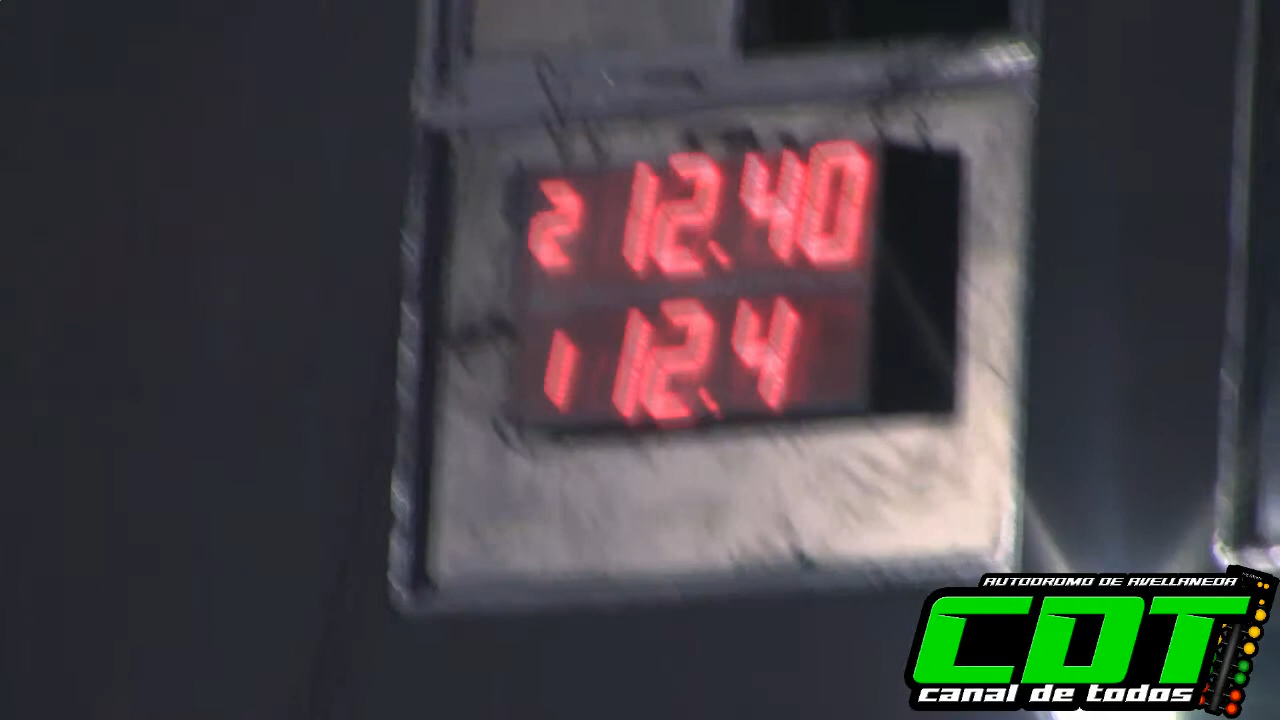 2 12.40
1 12.4
AUTODROMO DE AVELLANEDA
CDT
canal de todos